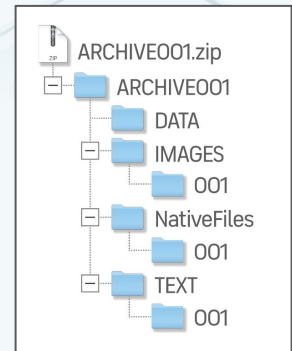 ZIP
ARCHIVE001.zip
ARCHIVE001
DATA
IMAGES
001
NativeFiles
001
TEXT
001